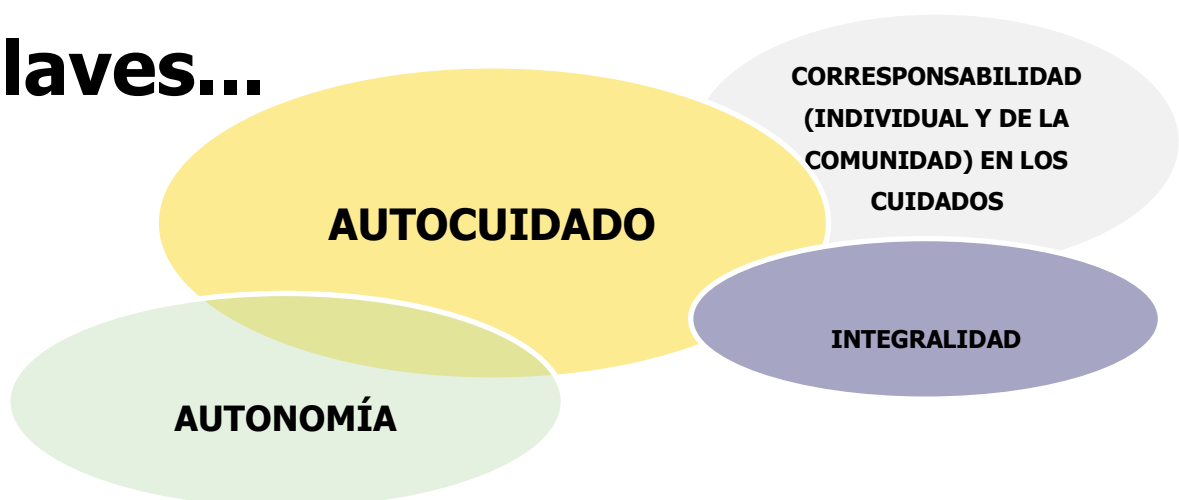 laves...
CORRESPONSABILIDAD
(INDIVIDUAL Y DE LA
COMUNIDAD) EN LOS
CUIDADOS
AUTOCUIDADO
INTEGRALIDAD
AUTONOMÍA